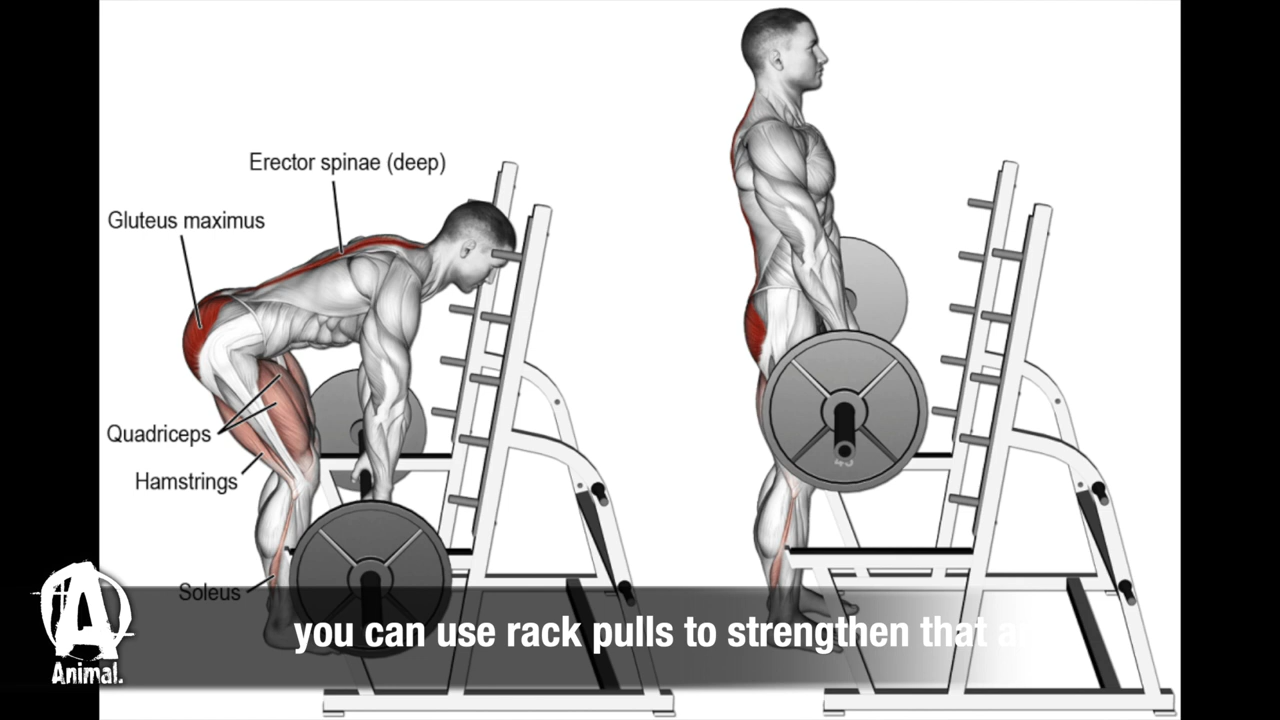 Erector spinae (deep)
Gluteus maximus
Quadriceps
Hamstrings
Soleus
you can use rack pulls to strengthen that
A
Animal.